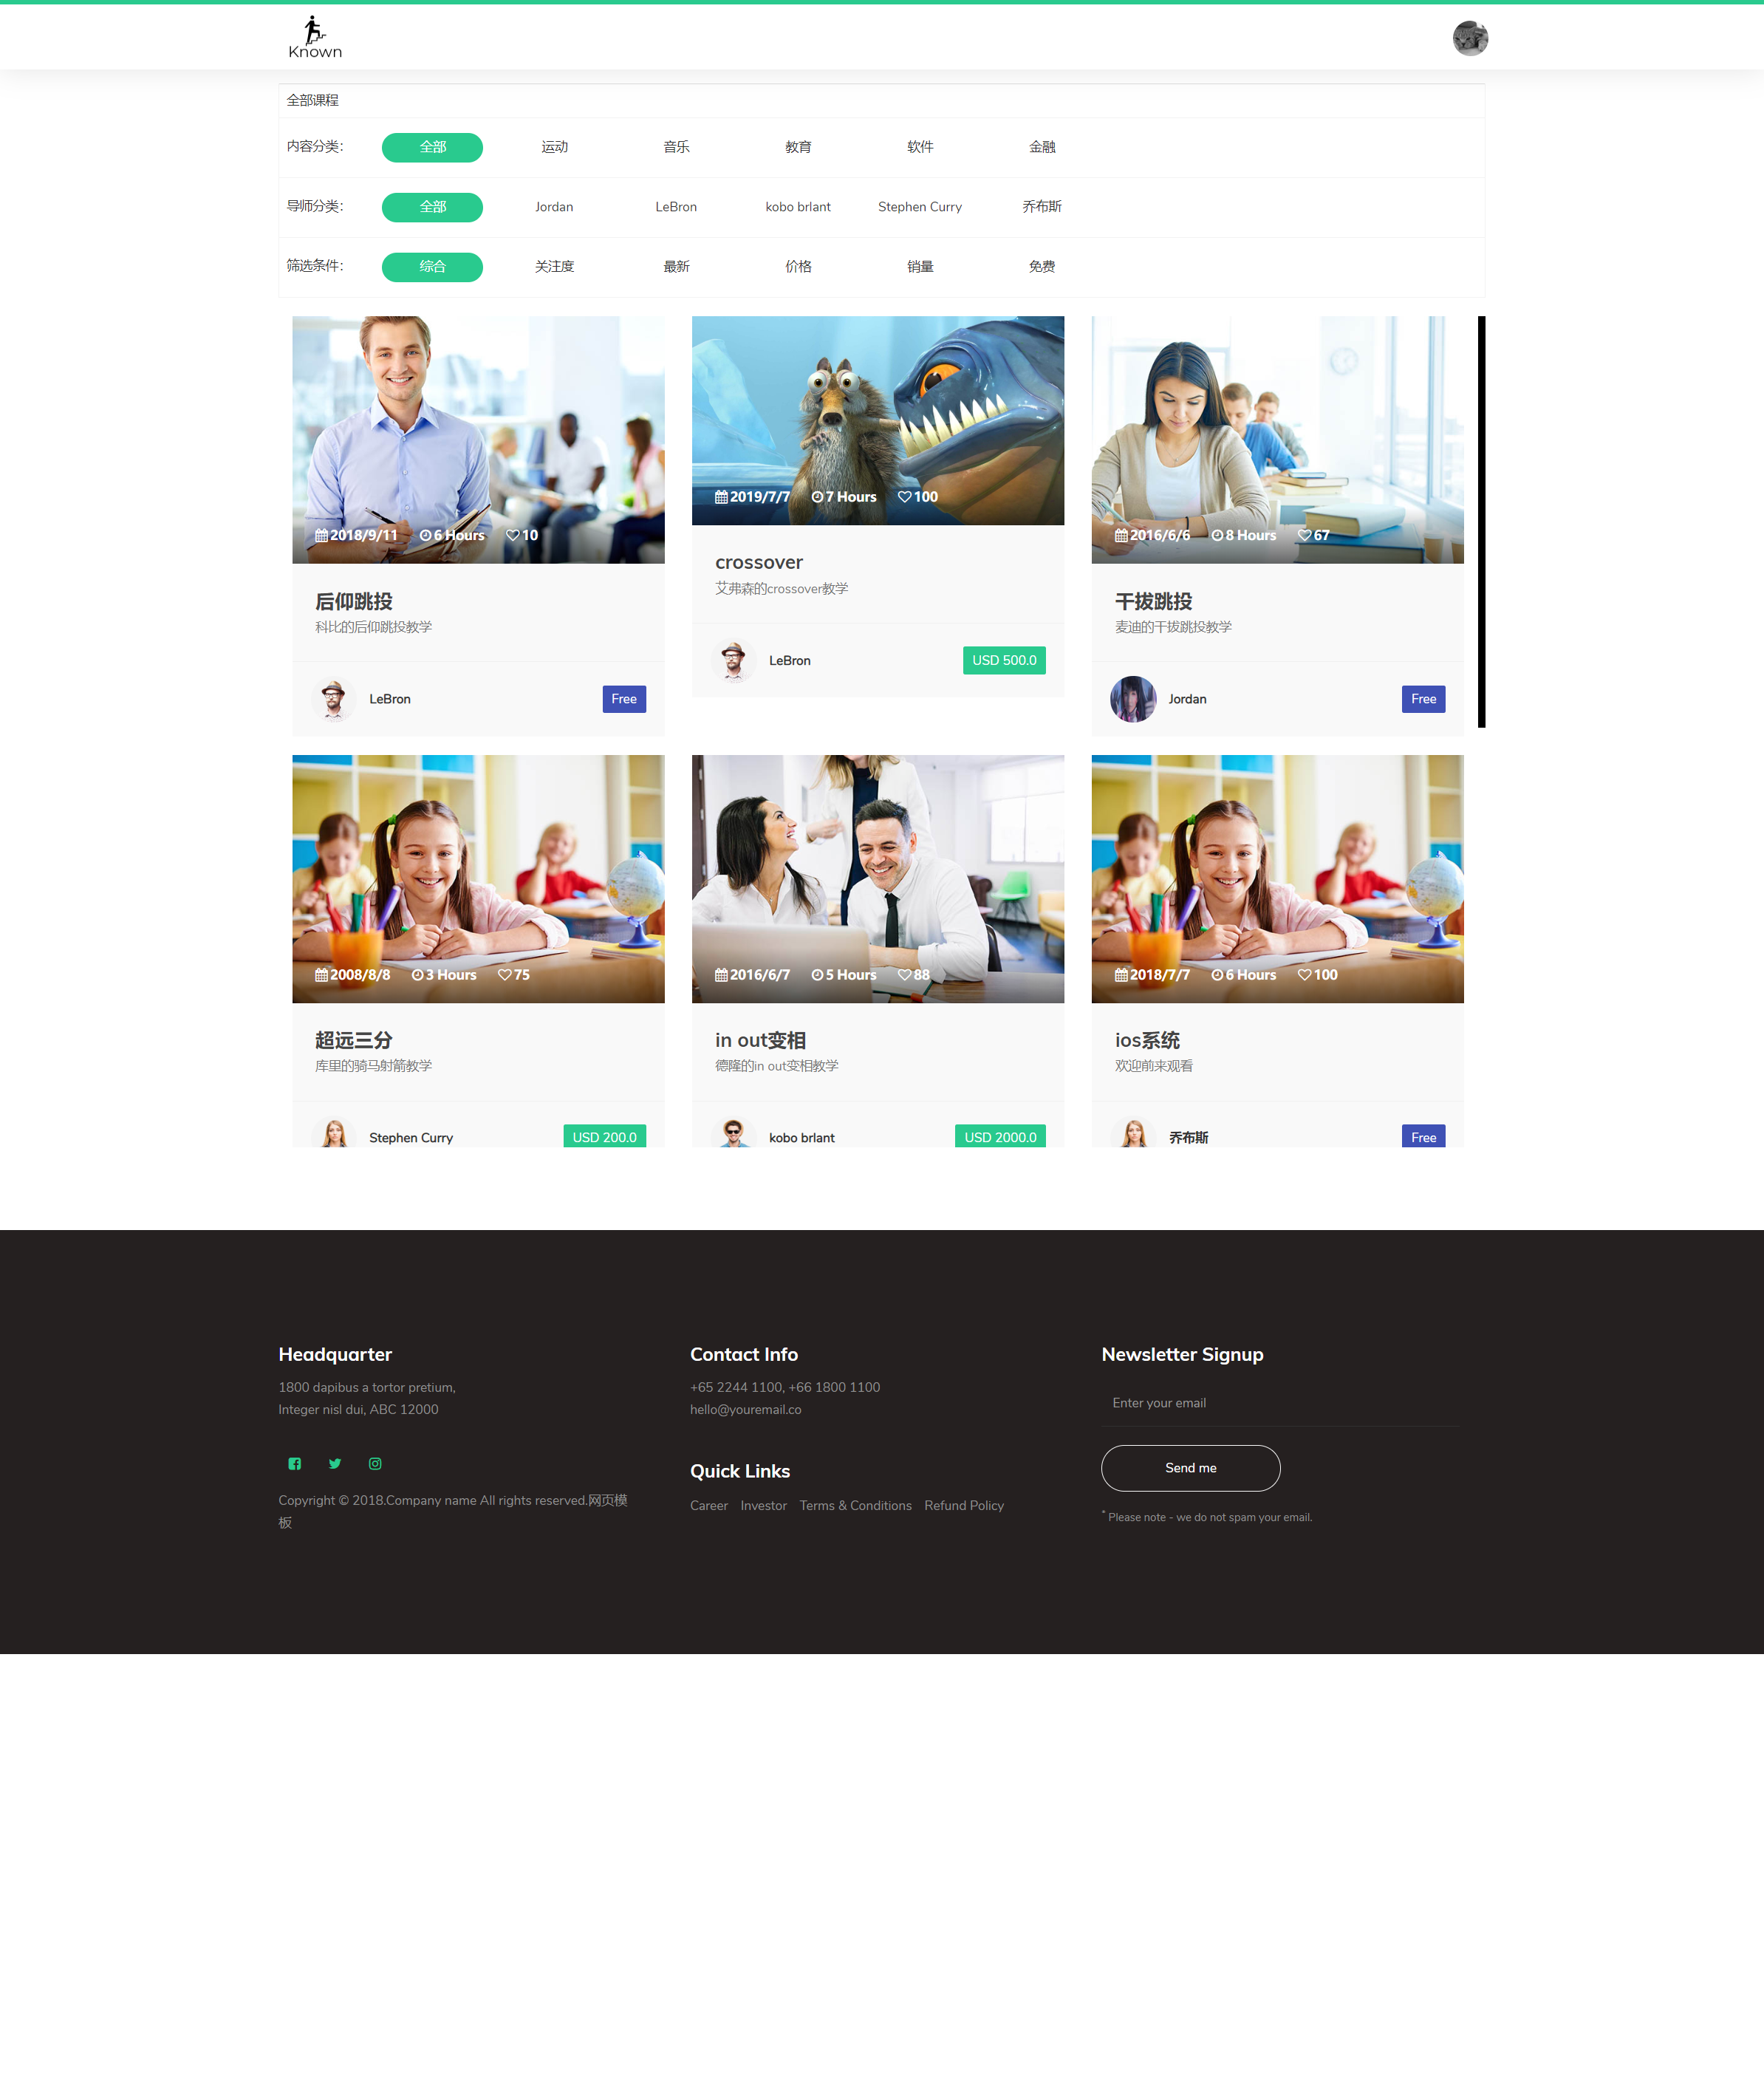 Known
全部课程
内容分类： 全部 运动 音乐 教育 软件 金融
导师分类： 全部 Jordan LeBron kobo brlant Stephen Curry 乔布斯
筛选条件： 综合 关注度 最新 价格 销量 免费
2018/9/11 6 Hours 10
后仰跳投
科比的后仰跳投教学
LeBron Free
2019/7/7 7 Hours 100
crossover
艾弗森的crossover教学
LeBron USD 500.0
2016/6/6 8 Hours 67
干拔跳投
麦迪的干拔跳投教学
Jordan Free
2008/8/8 3 Hours 75
超远三分
库里的骑马射箭教学
Stephen Curry USD 200.0
2016/6/7 5 Hours 88
in out变相
德隆的in out变相教学
kobo brlant USD 2000.0
2018/7/7 6 Hours 100
ios系统
欢迎前来观看
乔布斯 Free
Headquarter
1800 dapibus a tortor pretium,
Integer nisl dui, ABC 12000
Copyright © 2018.Company name All rights reserved.网页模
板
Contact Info
+65 2244 1100, +66 1800 1100
hello@youremail.co
Quick Links
Career Investor Terms & Conditions Refund Policy
Newsletter Signup
Enter your email
Send me
* Please note - we do not spam your email.